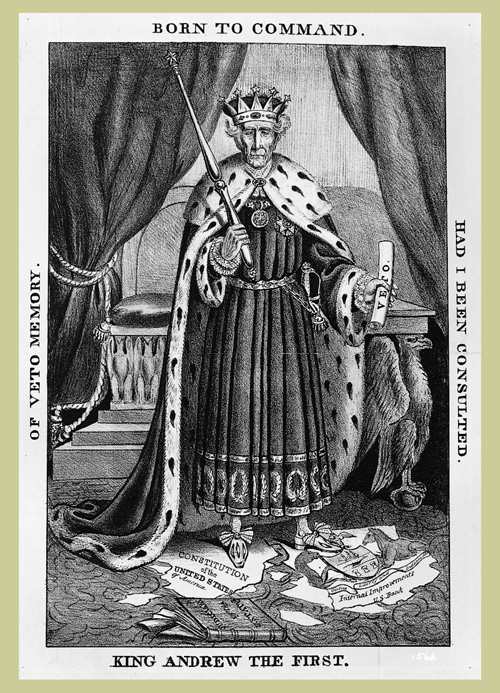 BORN TO COMMAND.
OF VETO MEMORY.
HAD I BEEN CONSULTED.
VETO.
CONSTITUTION
of the
UNITED STATES
of America.
Internal Improvements
U.S. Bank
KING ANDREW THE FIRST.